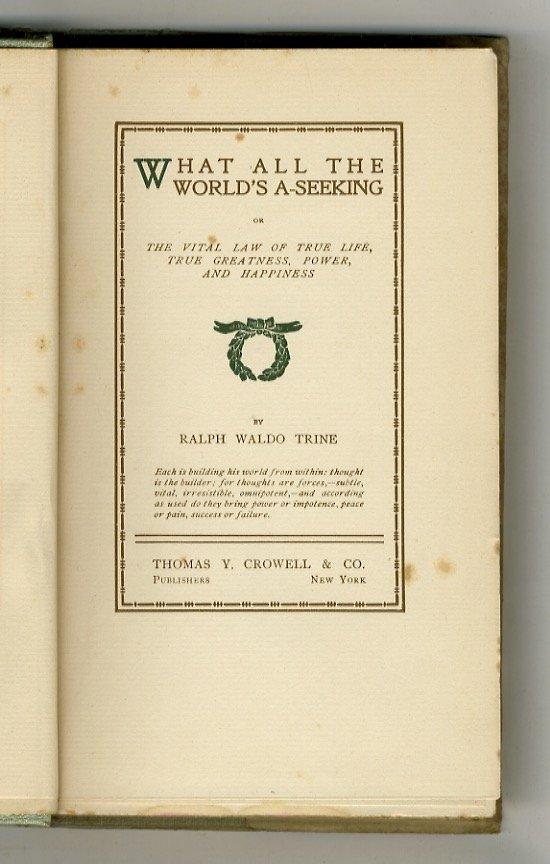 WHAT ALL THE
WORLD'S A-SEEKING
OR
THE VITAL LAW OF TRUE LIFE,
TRUE GREATNESS, POWER,
AND HAPPINESS
BY
RALPH WALDO TRINE
Each is building his world from within: thought
is the builder; for thoughts are forces,—subtle,
vital, irresistible, omnipotent,—and according
as used do they bring power or impotence, peace
or pain, success or failure.
THOMAS Y. CROWELL & CO.
PUBLISHERS NEW YORK